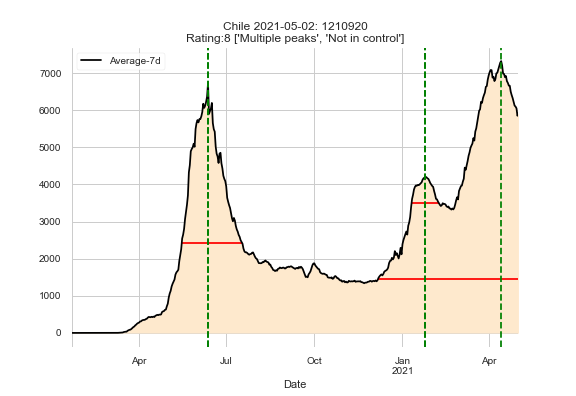 Chile 2021-05-02: 1210920
Rating:8 ['Multiple peaks', 'Not in control']
Average-7d
7000
6000
5000
4000
3000
2000
1000
0
Apr Jul Oct Jan Apr
2021
Date